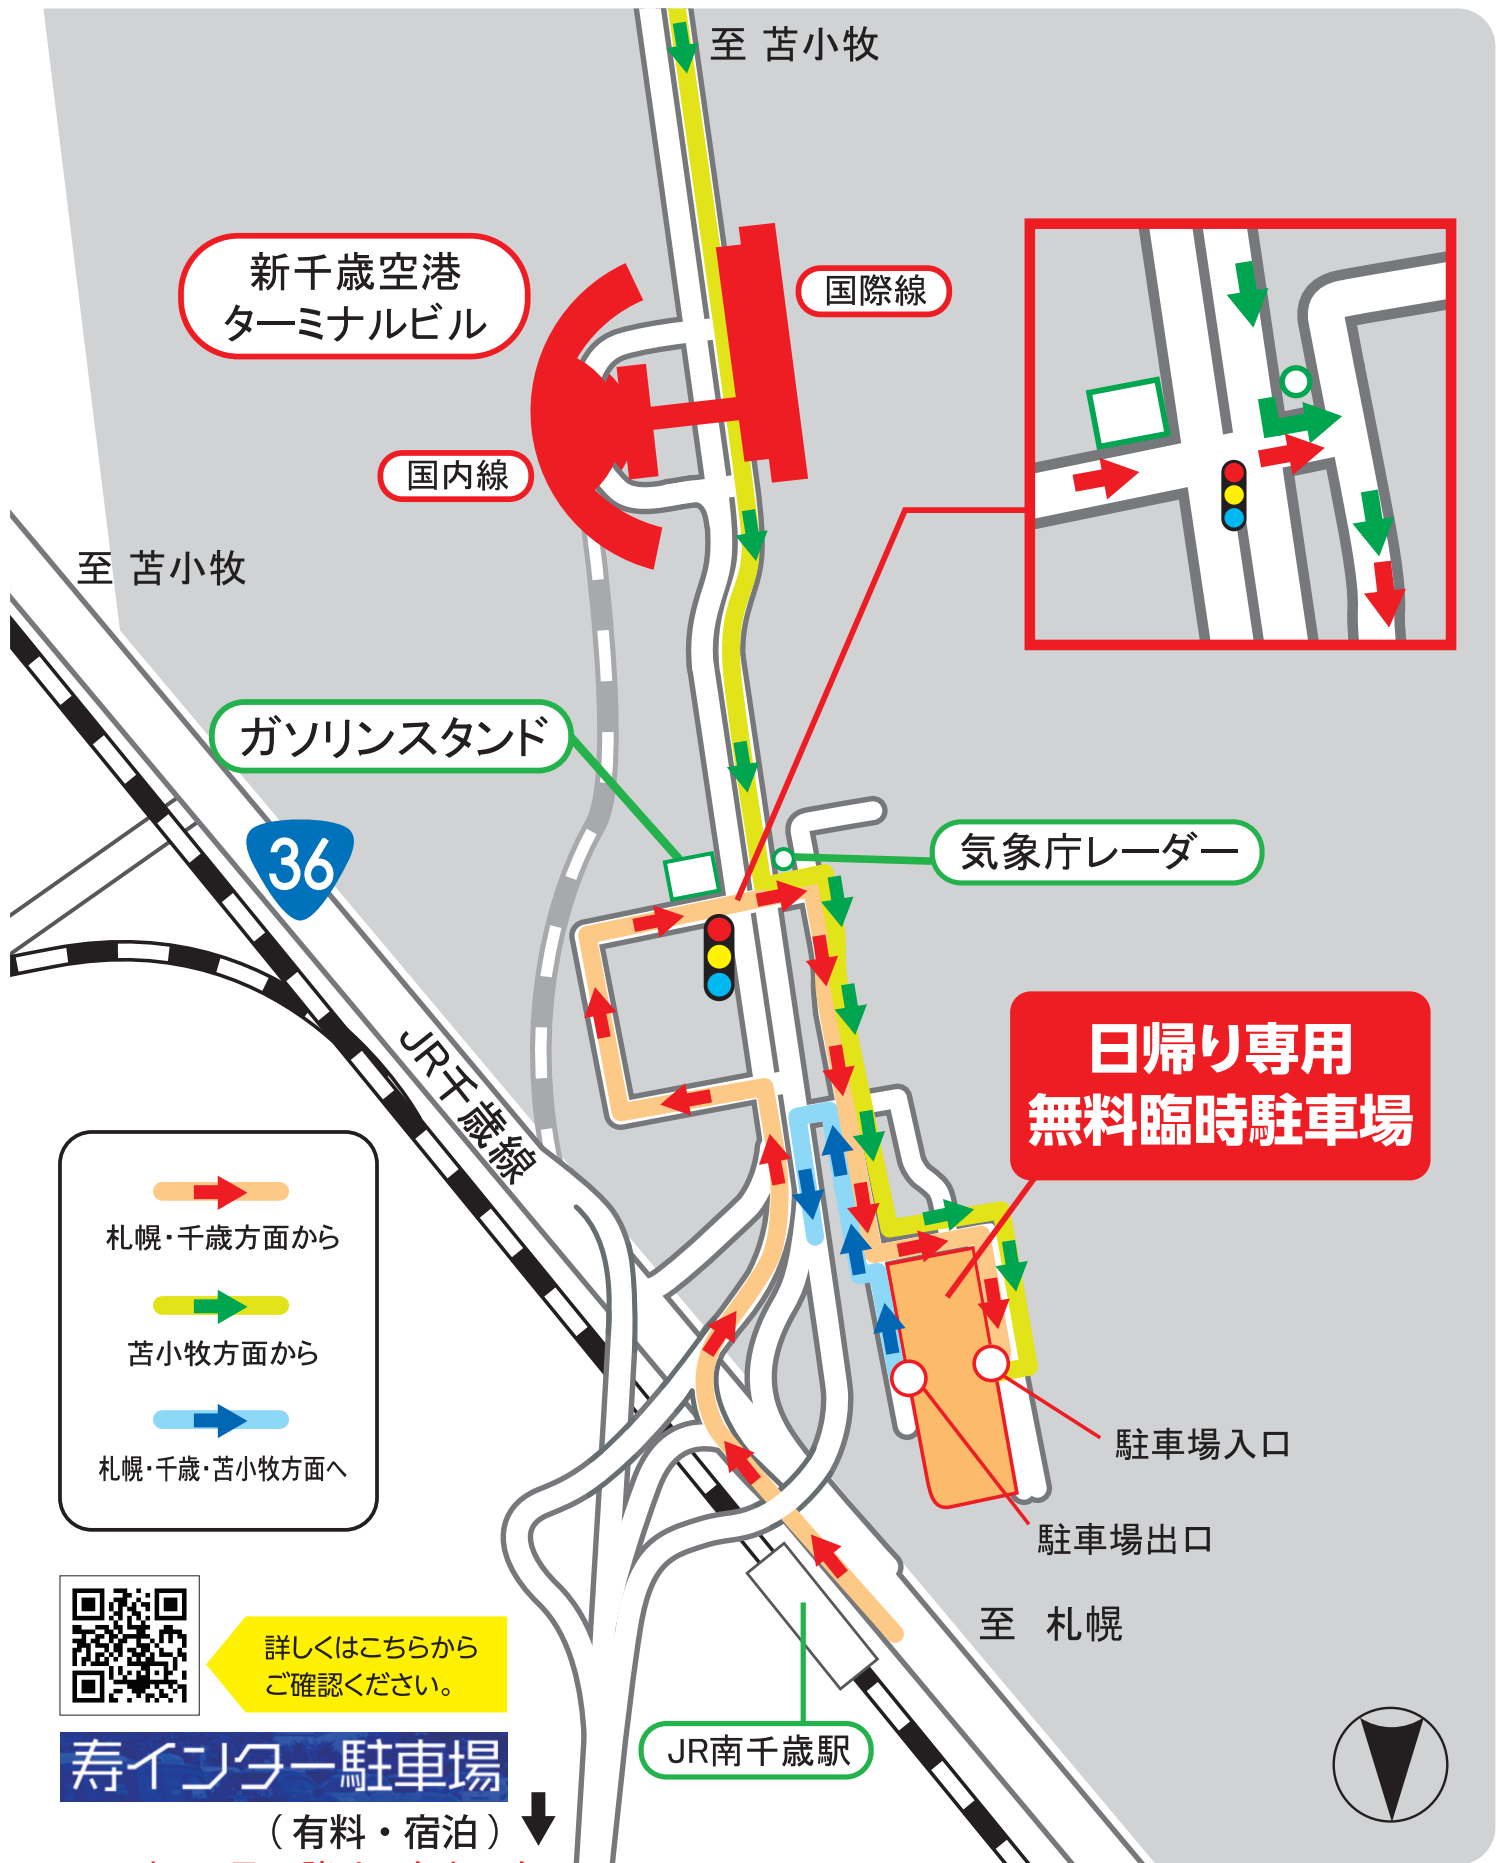 至 苫小牧
新千歳空港
ターミナルビル
国際線
国内線
至 苫小牧
ガソリンスタンド
36
気象庁レーダー
JR千歳線
日帰り専用
無料臨時駐車場
札幌・千歳方面から
苫小牧方面から
札幌・千歳・苫小牧方面へ
駐車場入口
駐車場出口
至 札幌
詳しくはこちらから
ご確認ください。
JR南千歳駅
寿インター駐車場
(有料・宿泊)